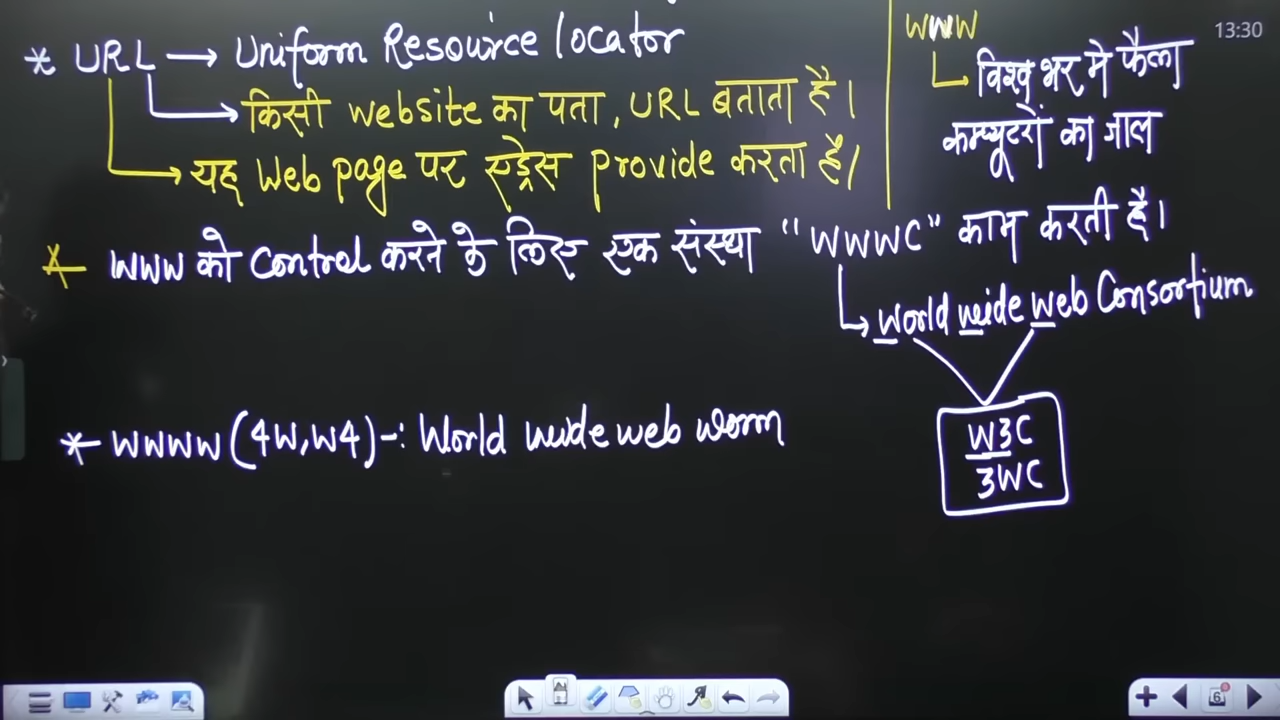 * URL → Uniform Resource locator
→ किसी website का पता, URL बताता है।
→ यह Web page पर एड्रेस provide करता है।
WWW
विश्व भर मे फैला
कम्प्यूटरों का जाल
13:30
* WWW को Control करने के लिए एक संस्था "WWWC" काम करती है।
→ World wide web Consortium
W3C
3WC
* WWWW (4W, W4) -: World wide web worm
6